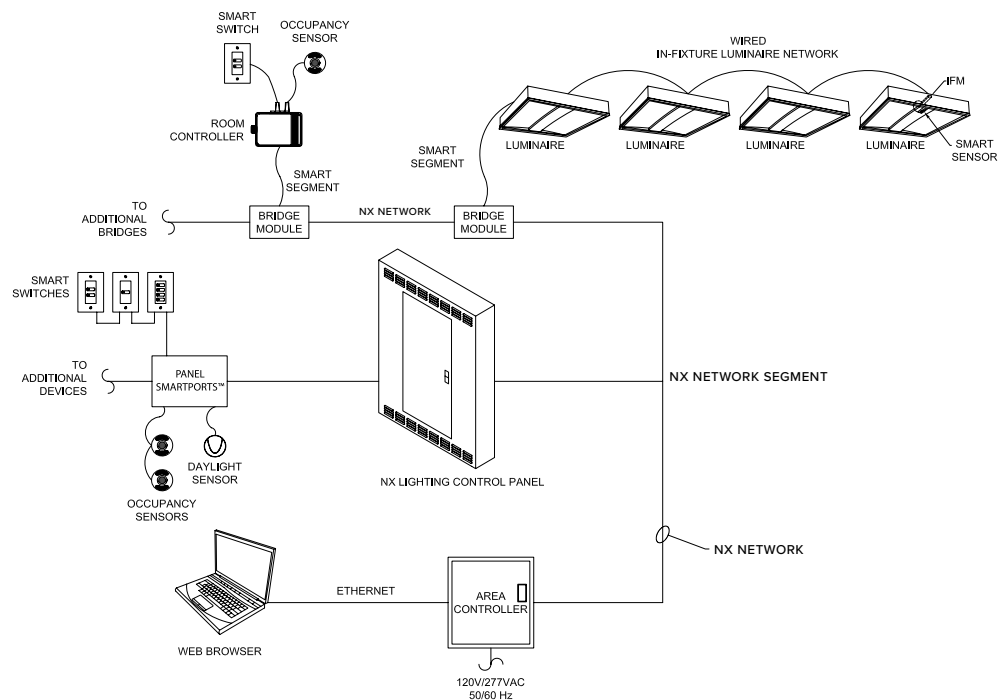 SMART
SWITCH
OCCUPANCY
SENSOR
WIRED
IN-FIXTURE LUMINAIRE NETWORK
IFM
ROOM
CONTROLLER
LUMINAIRE
LUMINAIRE
LUMINAIRE
LUMINAIRE
SMART
SENSOR
SMART
SEGMENT
SMART
SEGMENT
TO
ADDITIONAL
BRIDGES
BRIDGE
MODULE
NX NETWORK
BRIDGE
MODULE
SMART
SWITCHES
TO
ADDITIONAL
DEVICES
PANEL
SMARTPORTS™
NX NETWORK SEGMENT
DAYLIGHT
SENSOR
OCCUPANCY
SENSORS
NX LIGHTING CONTROL PANEL
NX NETWORK
ETHERNET
AREA
CONTROLLER
WEB BROWSER
120V/277VAC
50/60 Hz